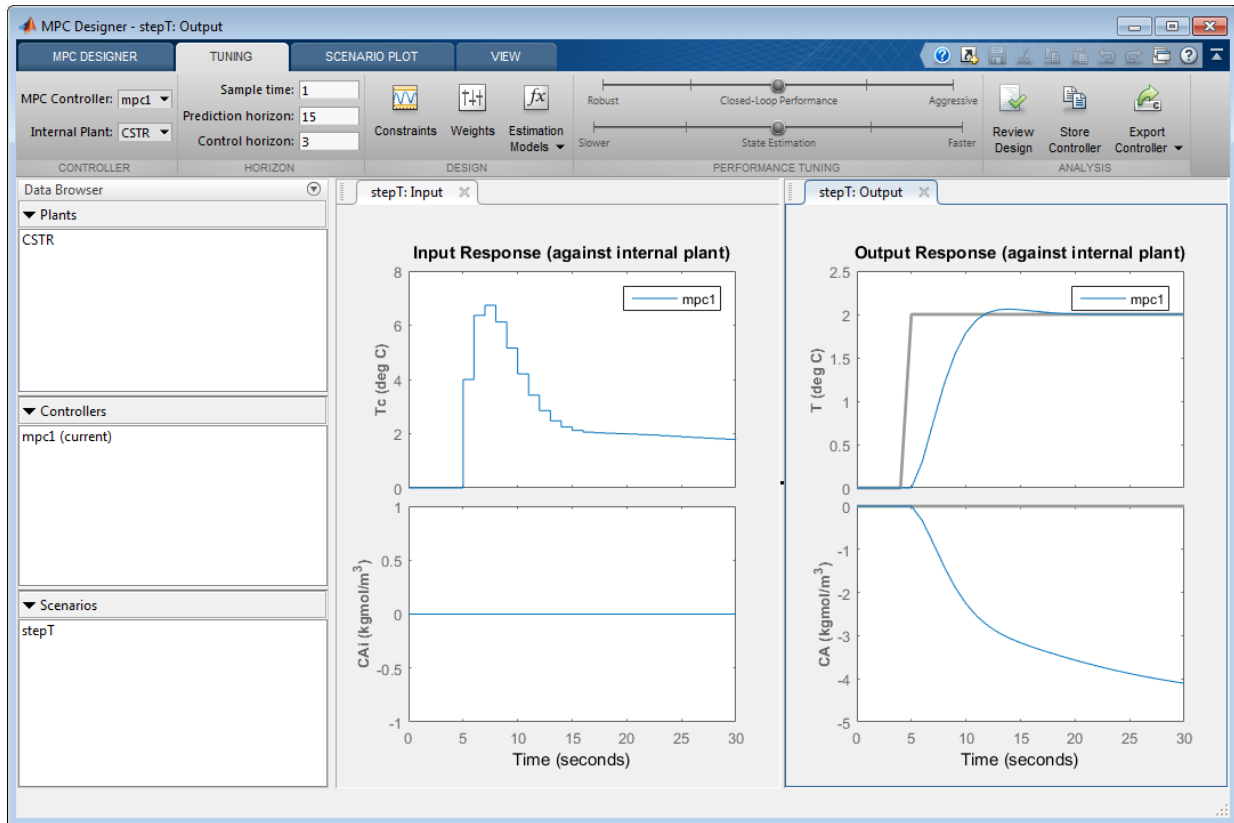 MPC Designer - stepT: Output
MPC DESIGNER TUNING SCENARIO PLOT VIEW
MPC Controller: mpc1
Internal Plant: CSTR
CONTROLLER
Sample time: 1
Prediction horizon: 15
Control horizon: 3
HORIZON
Constraints
Weights
fx
Estimation
Models
DESIGN
Robust Closed-Loop Performance Aggressive
Slower State Estimation Faster
PERFORMANCE TUNING
Review
Design
Store
Controller
Export
Controller
ANALYSIS
Data Browser
Plants
CSTR
Controllers
mpc1 (current)
Scenarios
stepT
stepT: Input
Input Response (against internal plant)
mpc1
Tc (deg C)
8
6
4
2
0
CAi (kgmol/m³)
1
0.5
0
-0.5
-1
0 5 10 15 20 25 30
Time (seconds)
stepT: Output
Output Response (against internal plant)
mpc1
T (deg C)
2.5
2
1.5
1
0.5
0
CA (kgmol/m³)
0
-1
-2
-3
-4
-5
0 5 10 15 20 25 30
Time (seconds)